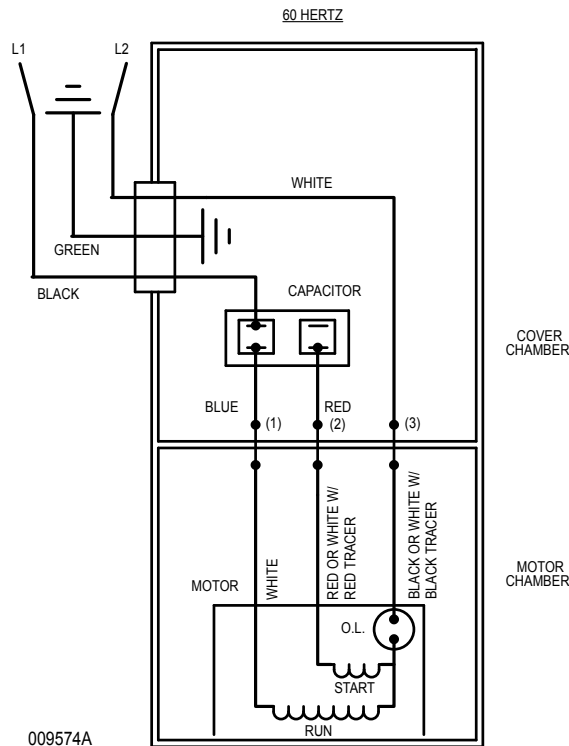 60 HERTZ
L1
L2
WHITE
GREEN
BLACK
CAPACITOR
COVER
CHAMBER
BLUE
(1)
RED
(2)
(3)
MOTOR
WHITE
RED OR WHITE W/
RED TRACER
BLACK OR WHITE W/
BLACK TRACER
MOTOR
CHAMBER
O.L.
START
RUN
009574A